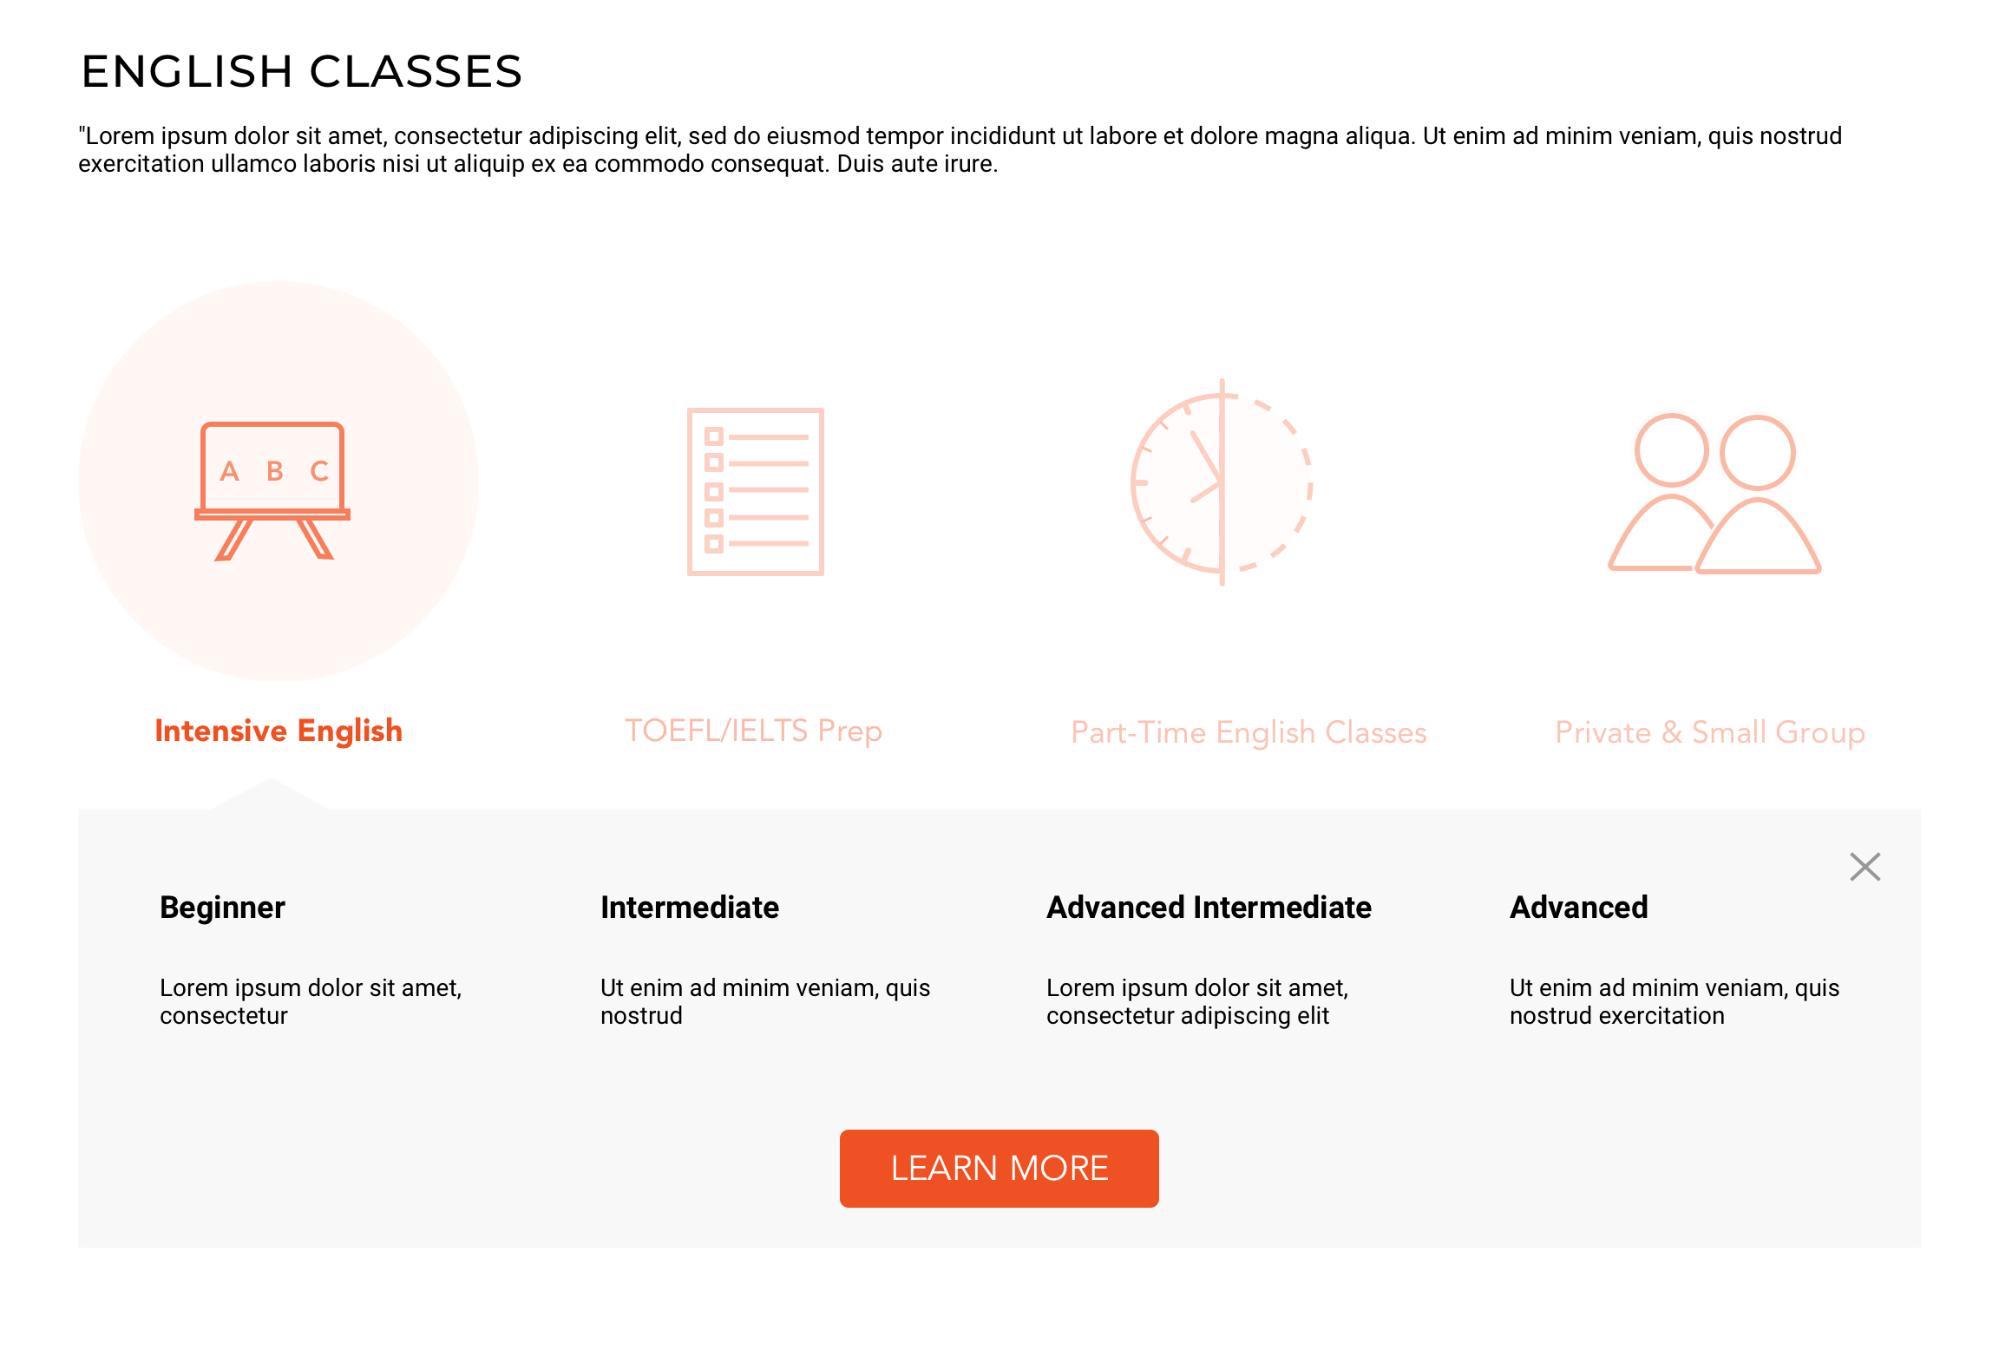 ENGLISH CLASSES
"Lorem ipsum dolor sit amet, consectetur adipiscing elit, sed do eiusmod tempor incididunt ut labore et dolore magna aliqua. Ut enim ad minim veniam, quis nostrud
exercitation ullamco laboris nisi ut aliquip ex ea commodo consequat. Duis aute irure.
A B C
Intensive English
TOEFL/IELTS Prep
Part-Time English Classes
Private & Small Group
Beginner
Lorem ipsum dolor sit amet,
consectetur
Intermediate
Ut enim ad minim veniam, quis
nostrud
Advanced Intermediate
Lorem ipsum dolor sit amet,
consectetur adipiscing elit
Advanced
Ut enim ad minim veniam, quis
nostrud exercitation
LEARN MORE